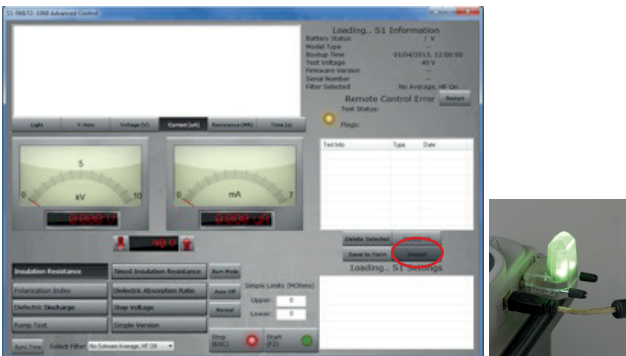 S1-568/S1-1068 Advanced Control
Loading.. S1 Information
Battery Status / V
Model Type --
Bootup Time 01/04/2013, 12:00:00
Test Voltage 40 V
Firmware Version --
Serial Number --
Filter Selected No Average, HF On
Remote Control Error Restart
Test Status:
Flags:
Light Y-Axis Voltage (V) Current (uA) Resistance (MΩ) Time (s)
Test Info Type Date
0 5 10
kV
0 7
mA
40 V
Delete Selected
Save to Form Import
Loading.. S1 Settings
Insulation Resistance Timed Insulation Resistance Burn Mode
Polarisation Index Dielectric Absorption Ratio Auto Off
Dielectric Discharge Step Voltage Normal
Ramp Test Simple Version
Simple Limits (MOhms)
Upper 0
Lower 0
Sync Time Select Filter No Software Average, HF Off
Stop (ESC)
Start (F2)